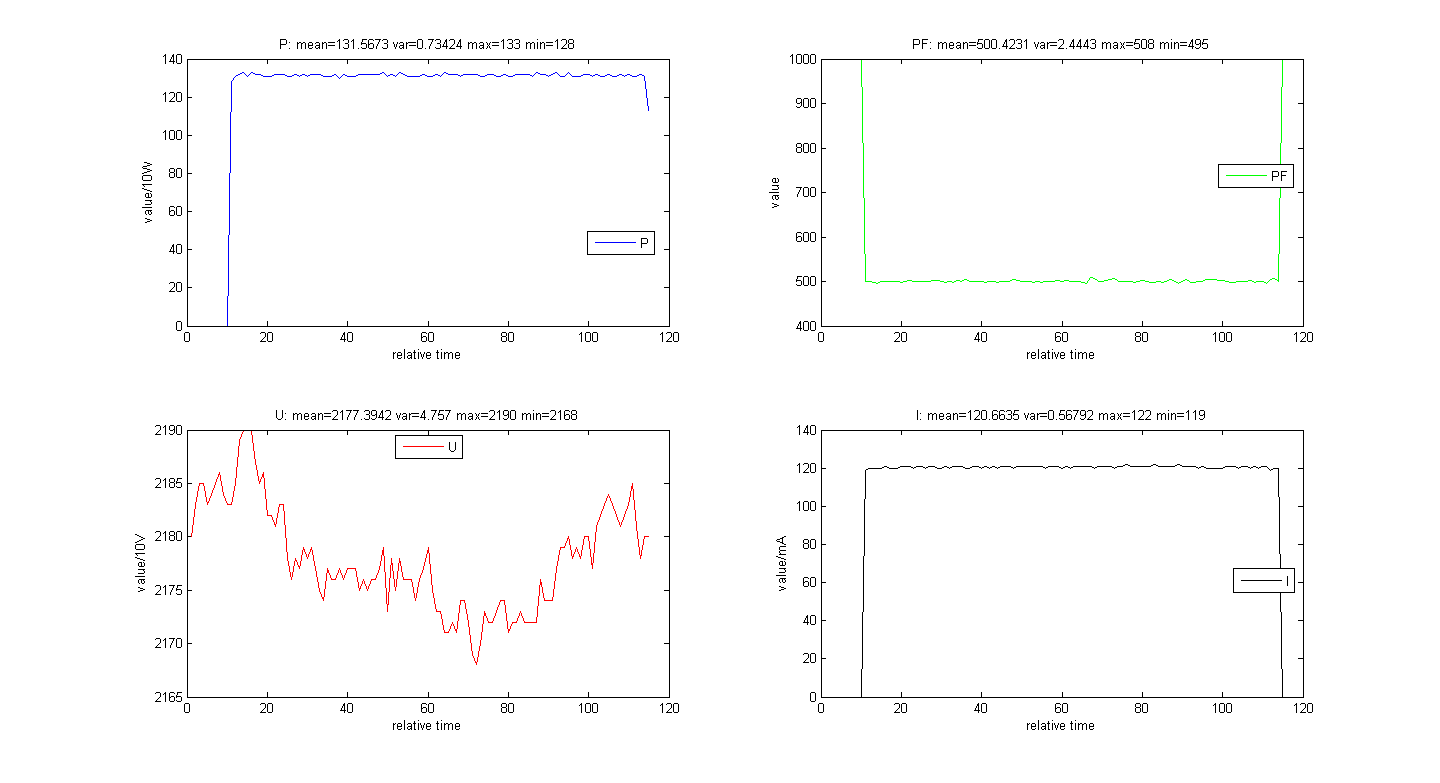 P: mean=131.5673 var=0.73424 max=133 min=128
140
120
100
80
60
40
20
0
value/10W
P
0 20 40 60 80 100 120
relative time
PF: mean=500.4231 var=2.4443 max=508 min=495
1000
900
800
700
600
500
400
value
PF
0 20 40 60 80 100 120
relative time
U: mean=2177.3942 var=4.757 max=2190 min=2168
2190
2185
2180
2175
2170
2165
value/10V
U
0 20 40 60 80 100 120
relative time
I: mean=120.6635 var=0.56792 max=122 min=119
140
120
100
80
60
40
20
0
value/mA
I
0 20 40 60 80 100 120
relative time